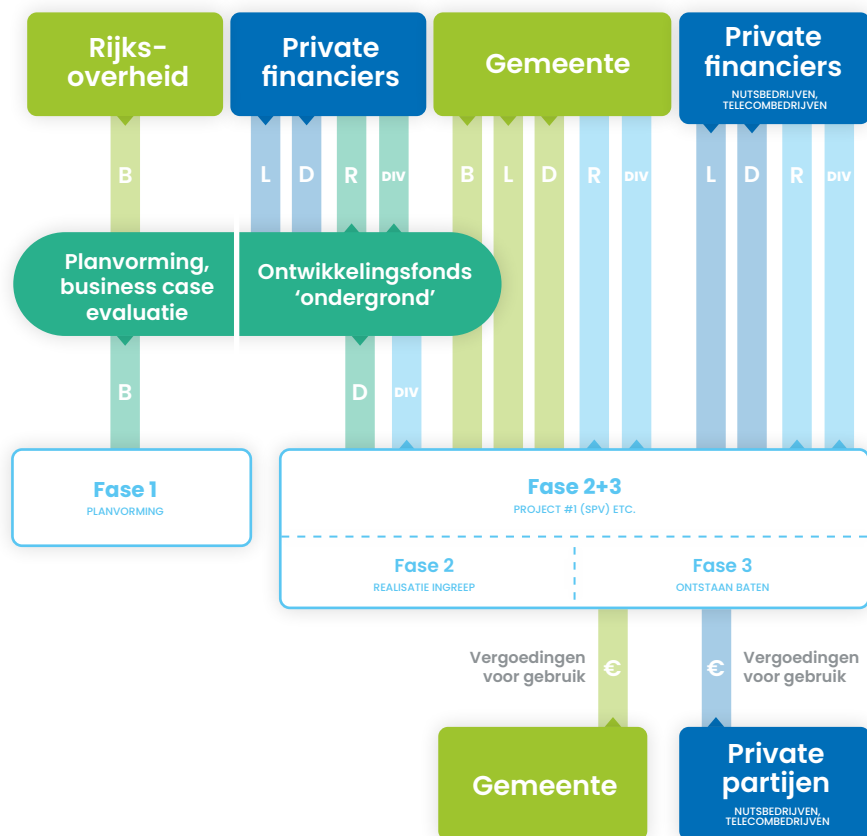 Rijks-
overheid
Private
financiers
Gemeente
Private
financiers
NUTSBEDRIJVEN,
TELECOMBEDRIJVEN
B
L
D
R
DIV
B
L
D
R
DIV
L
D
R
DIV
Planvorming,
business case
evaluatie
Ontwikkelingsfonds
‘ondergrond’
B
D
DIV
Fase 1
PLANVORMING
Fase 2+3
PROJECT #1 (SPV) ETC.
Fase 2
REALISATIE INGREEP
Fase 3
ONTSTAAN BATEN
Vergoedingen
voor gebruik
€
€
Vergoedingen
voor gebruik
Gemeente
Private
partijen
NUTSBEDRIJVEN,
TELECOMBEDRIJVEN